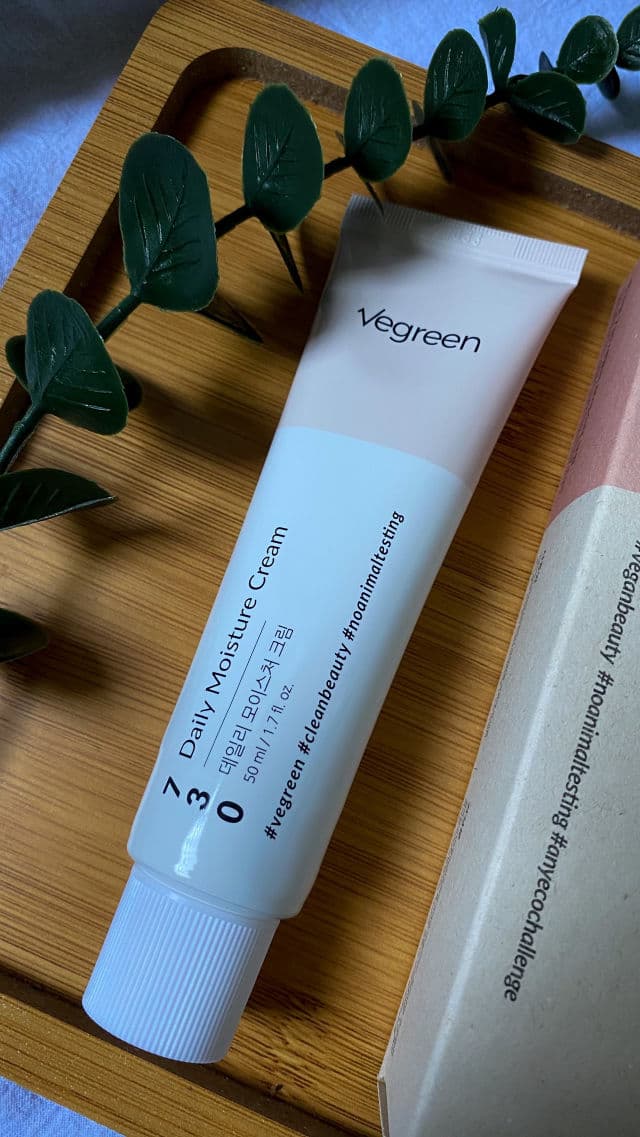 Vegreen
7
3
0
Daily Moisture Cream
데일리 모이스처 크림
50 ml / 1.7 fl. oz.
#vegreen #cleanbeauty #noanimaltesting
#veganbeauty #noanimaltesting #anyecochallenge